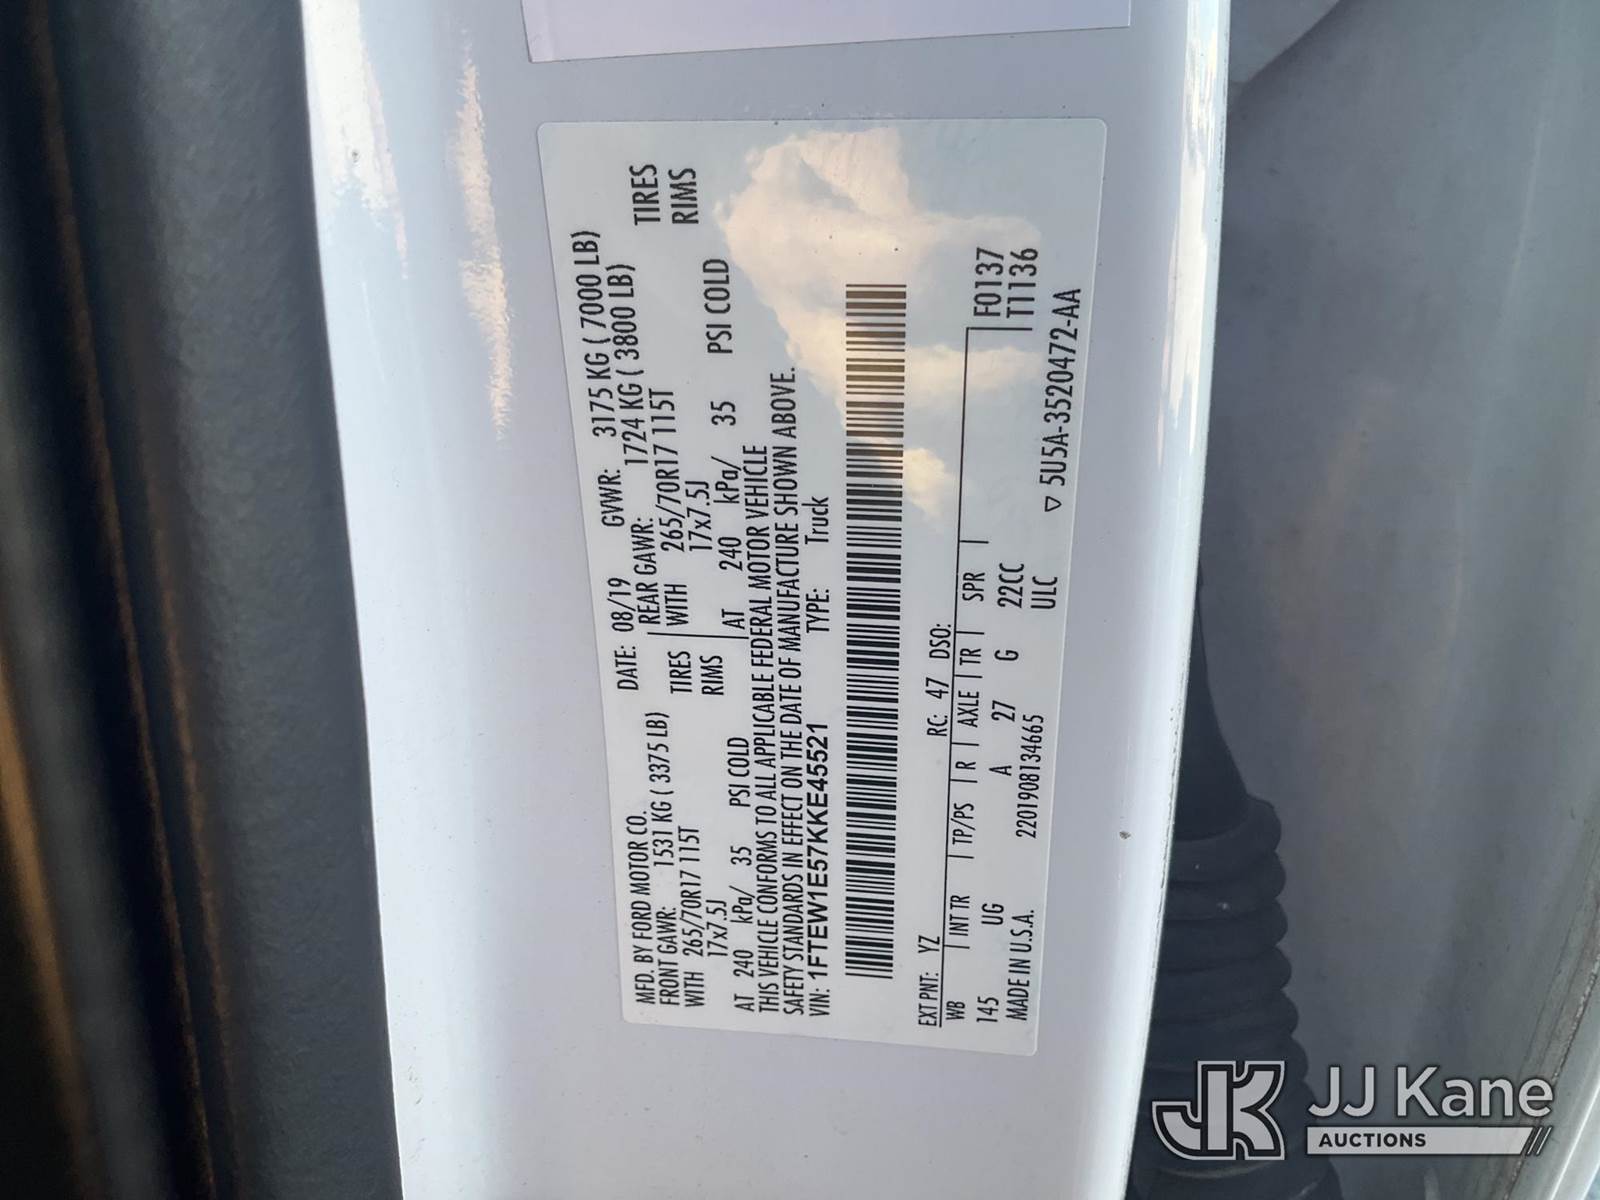 MFD. BY FORD MOTOR CO.
DATE: 08/19 GVWR: 3175 KG ( 7000 LB)
FRONT GAWR: 1531 KG ( 3375 LB) REAR GAWR: 1724 KG ( 3800 LB)
WITH 265/70R17 115T TIRES WITH 265/70R17 115T TIRES
17x7.5J RIMS 17x7.5J RIMS
AT 240 kPa/ 35 PSI COLD AT 240 kPa/ 35 PSI COLD
THIS VEHICLE CONFORMS TO ALL APPLICABLE FEDERAL MOTOR VEHICLE
SAFETY STANDARDS IN EFFECT ON THE DATE OF MANUFACTURE SHOWN ABOVE.
VIN: 1FTEW1E57KKE45521 TYPE: Truck
EXT PNT: YZ RC: 47 DSO:
WB INT TR TP/PS R AXLE TR SPR F0137
145 UG A 27 G 22CC T1136
MADE IN U.S.A. 2201908134665 ULC
▽ 5U5A-3520472-AA
JK JJ Kane
AUCTIONS